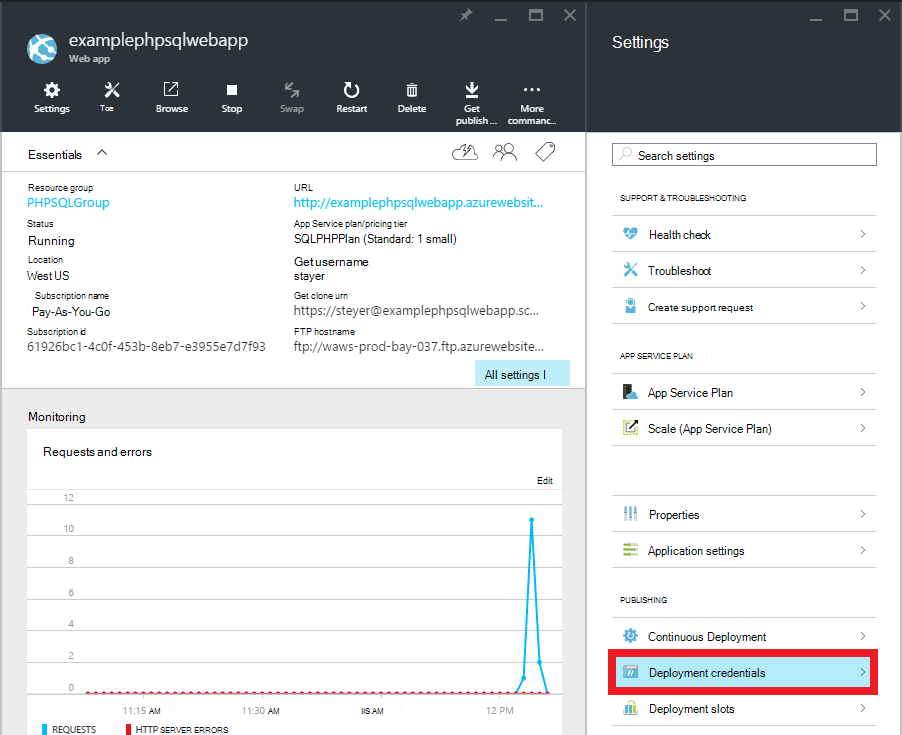 examplephpsqlwebapp
Web app
Settings
Toe
Browse
Stop
Swap
Restart
Delete
Get
publish ...
More
commanc...
Essentials
Resource group
PHPSQLGroup
Status
Running
Location
West US
Subscription name
Pay-As-You-Go
Subscription id
61926bc1-4c0f-453b-8eb7-e3955e7d7f93
URL
http://examplephpsqlwebapp.azurewebsit...
App Service plan/pricing tier
SQLPHPPlan (Standard: 1 small)
Get username
stayer
Get clone urn
https://steyer@examplephpsqlwebapp.sc...
FTP hostname
ftp://waws-prod-bay-037.ftp.azurewebsite...
All settings I
Monitoring
Requests and errors
Edit
12
10
8
6
4
2
0
11:15 AM
11:30 AM
IIS AM
12 PM
REQUESTS
HTTP SERVER ERRORS
Settings
Search settings
SUPPORT & TROUBLESHOOTING
Health check
Troubleshoot
Create support request
APP SERVICE PLAN
App Service Plan
Scale (App Service Plan)
Properties
Application settings
PUBLISHING
Continuous Deployment
Deployment credentials
Deployment slots